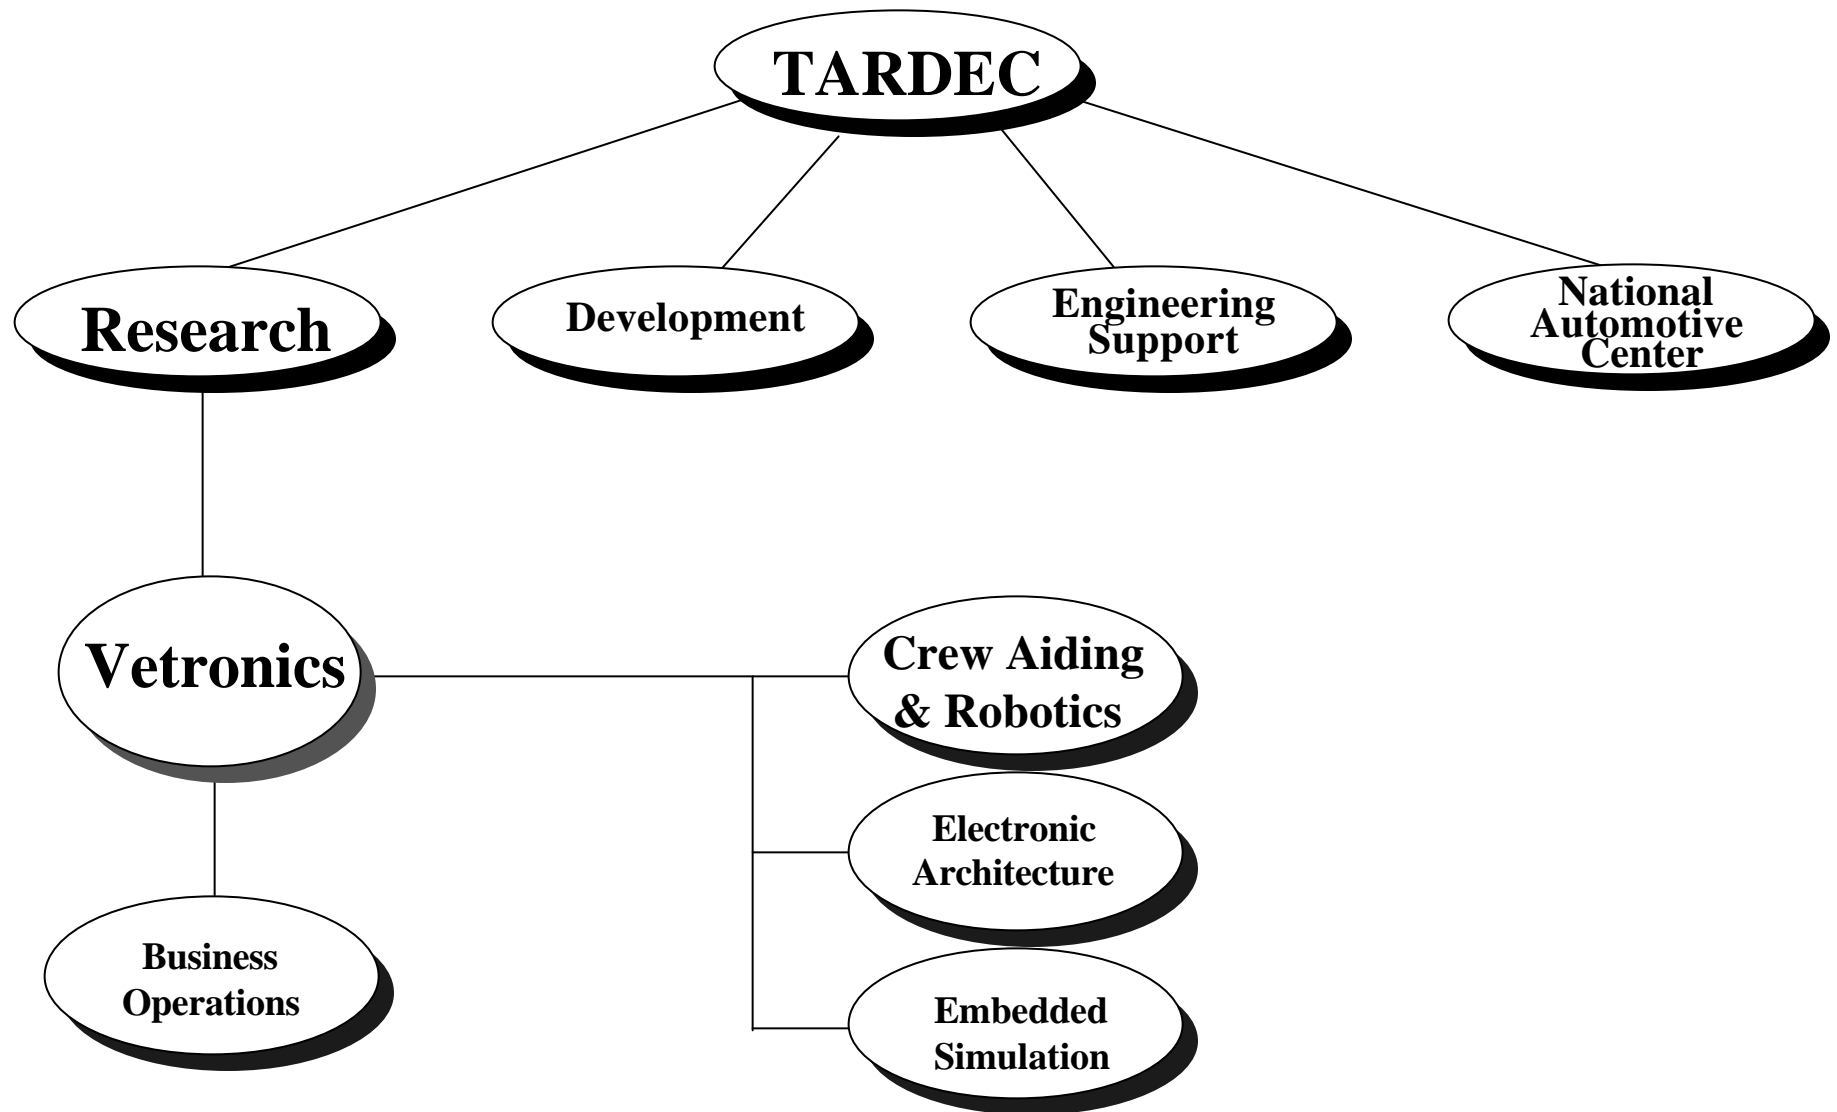 TARDEC
Research
Development
Engineering
Support
National
Automotive
Center
Vetronics
Crew Aiding
& Robotics
Electronic
Architecture
Business
Operations
Embedded
Simulation